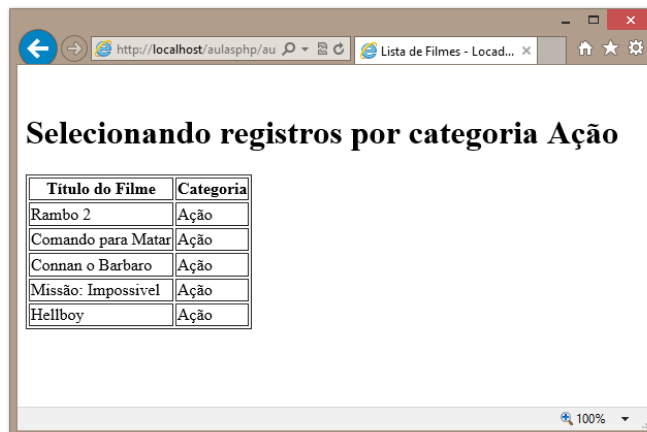 http://localhost/aulasphp/au
Lista de Filmes - Locad...
Selecionando registros por categoria Ação
Título do Filme Categoria
Rambo 2 Ação
Comando para Matar Ação
Connan o Barbaro Ação
Missão: Impossivel Ação
Hellboy Ação
100%